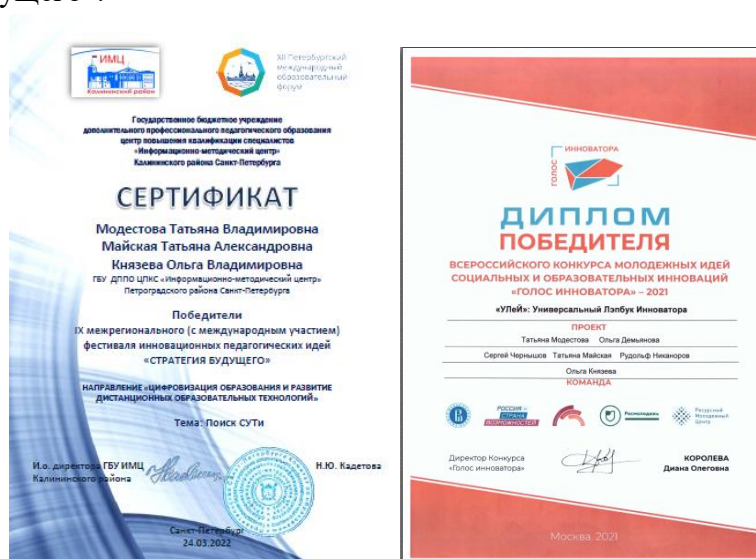 ущего».
ИМЦ
Калининский район
XII Петербургский
международный
образовательный
форум
Государственное бюджетное учреждение
дополнительного профессионального педагогического образования
центр повышения квалификации специалистов
«Информационно-методический центр»
Калининского района Санкт-Петербурга
СЕРТИФИКАТ
Модестова Татьяна Владимировна
Майская Татьяна Александровна
Князева Ольга Владимировна
ГБУ ДППО ЦПКС «Информационно-методический центр»
Петроградского района Санкт-Петербурга
Победители
IX межрегионального (с международным участием)
фестиваля инновационных педагогических идей
«СТРАТЕГИЯ БУДУЩЕГО»
НАПРАВЛЕНИЕ «ЦИФРОВИЗАЦИЯ ОБРАЗОВАНИЯ И РАЗВИТИЕ
ДИСТАНЦИОННЫХ ОБРАЗОВАТЕЛЬНЫХ ТЕХНОЛОГИЙ»
Тема: Поиск СУТи
И.о. директора ГБУ ИМЦ
Калининского района
Н.Ю. Кадетова
Санкт-Петербург
24.03.2022
ГОЛОС ИННОВАТОРА
ДИПЛОМ
ПОБЕДИТЕЛЯ
ВСЕРОССИЙСКОГО КОНКУРСА МОЛОДЕЖНЫХ ИДЕЙ
СОЦИАЛЬНЫХ И ОБРАЗОВАТЕЛЬНЫХ ИННОВАЦИЙ
«ГОЛОС ИННОВАТОРА» – 2021
«УЛеЙ»: Универсальный Лэпбук Инноватора
ПРОЕКТ
Татьяна Модестова Ольга Демьянова
Сергей Чернышов Татьяна Майская Рудольф Никаноров
Ольга Князева
КОМАНДА
РОССИЯ –
СТРАНА
ВОЗМОЖНОСТЕЙ
Росмолодежь
Ресурсный
Молодежный
Центр
Директор Конкурса
«Голос инноватора»
КОРОЛЕВА
Диана Олеговна
Москва, 2021